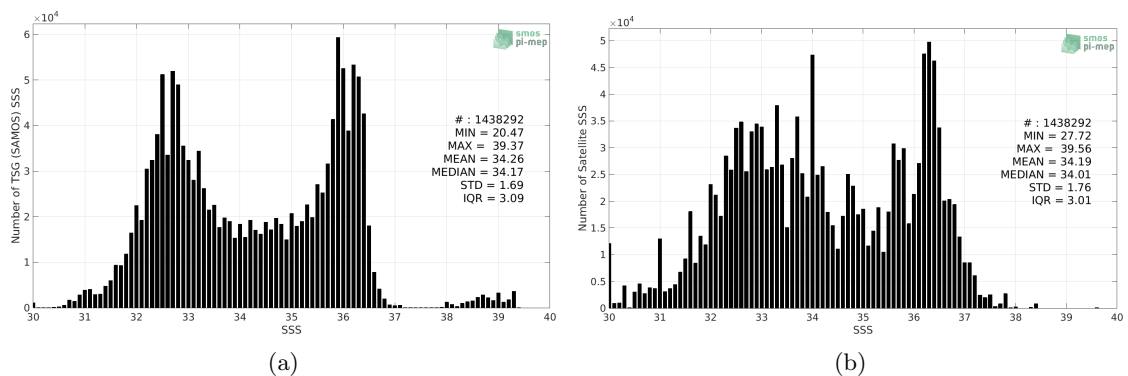 ×10⁴
6
5
4
3
2
1
0
Number of TSG (SAMOS) SSS
smos
pi-mep
# : 1438292
MIN = 20.47
MAX = 39.37
MEAN = 34.26
MEDIAN = 34.17
STD = 1.69
IQR = 3.09
30 31 32 33 34 35 36 37 38 39 40
SSS
(a)
×10⁴
5
4.5
4
3.5
3
2.5
2
1.5
1
0.5
0
Number of Satellite SSS
smos
pi-mep
# : 1438292
MIN = 27.72
MAX = 39.56
MEAN = 34.19
MEDIAN = 34.01
STD = 1.76
IQR = 3.01
30 31 32 33 34 35 36 37 38 39 40
SSS
(b)